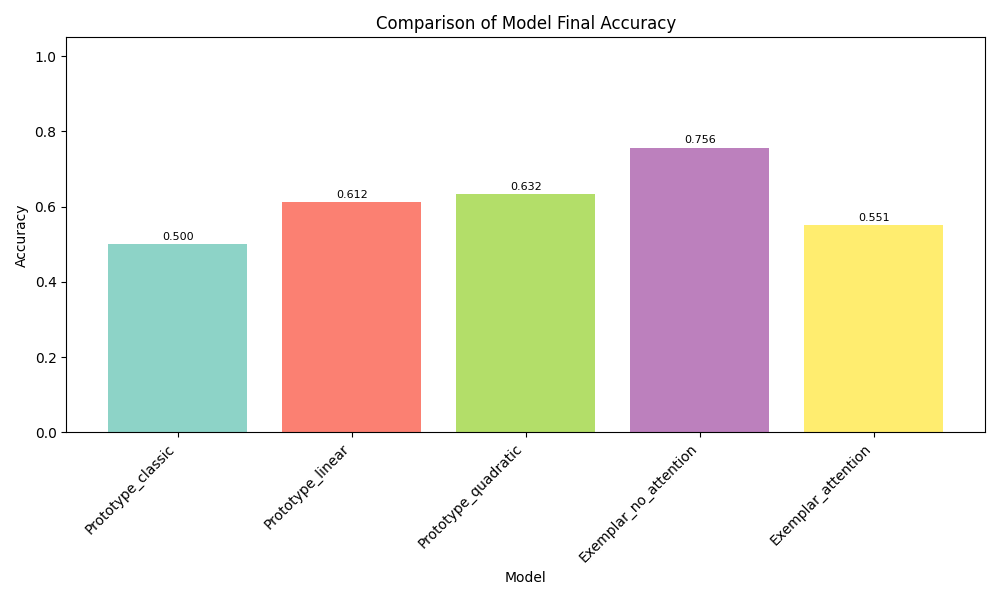 Comparison of Model Final Accuracy
Accuracy
1.0
0.8
0.6
0.4
0.2
0.0
0.500
0.612
0.632
0.756
0.551
Prototype_classic
Prototype_linear
Prototype_quadratic
Exemplar_no_attention
Exemplar_attention
Model